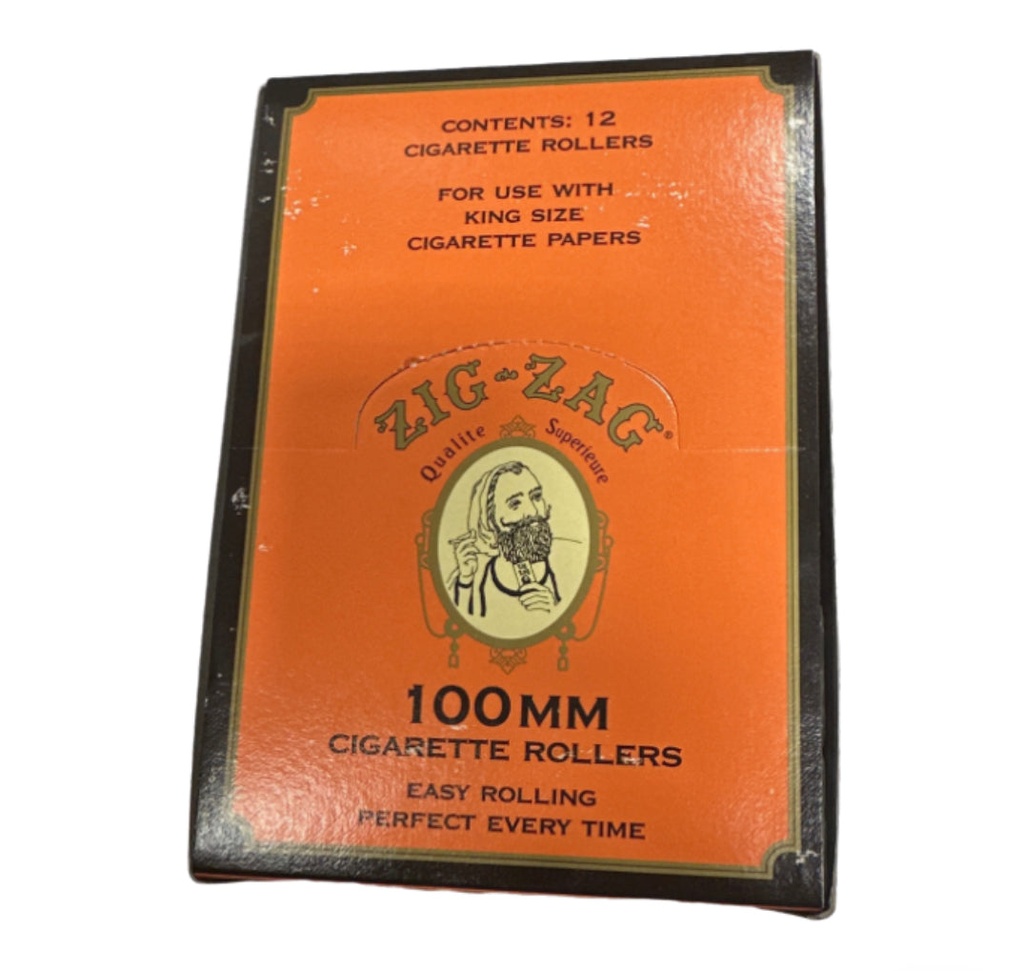 CONTENTS: 12
CIGARETTE ROLLERS
FOR USE WITH
KING SIZE
CIGARETTE PAPERS
ZIG-ZAG®
Qualite Superieure
100MM
CIGARETTE ROLLERS
EASY ROLLING
PERFECT EVERY TIME